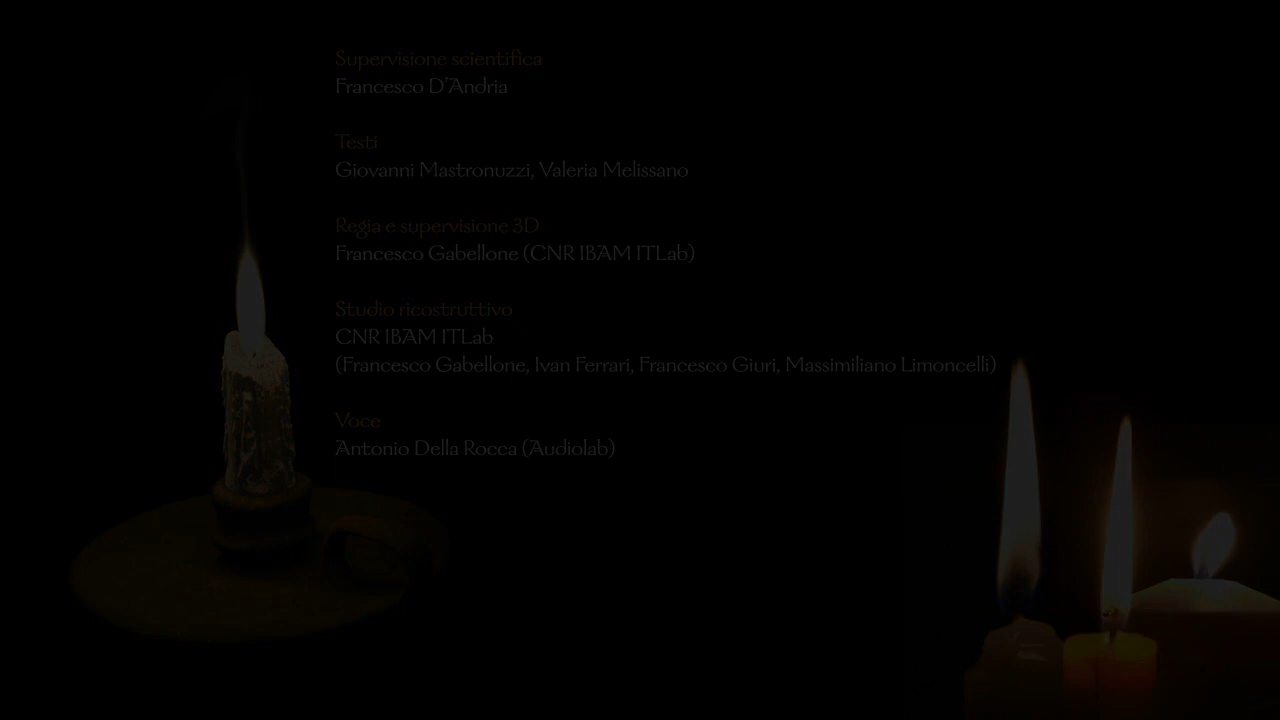 Supervisione scientifica
Francesco D'Andria
Testi
Giovanni Mastronuzzi, Valeria Melissano
Regia e supervisione 3D
Francesco Gabellone (CNR IBAM ITLab)
Studio ricostruttivo
CNR IBAM ITLab
(Francesco Gabellone, Ivan Ferrari, Francesco Giuri, Massimiliano Limoncelli)
Voce
Antonio Della Rocca (Audiolab)